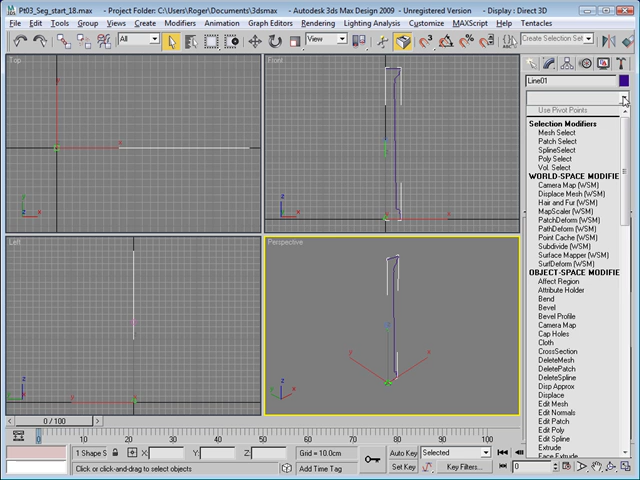 Pt03_Seg_start_18.max - Project Folder: C:\Users\Roger\Documents\3dsmax - Autodesk 3ds Max Design 2009 - Unregistered Version - Display : Direct 3D
File Edit Tools Group Views Create Modifiers Animation Graph Editors Rendering Lighting Analysis Customize MAXScript Help Tentacles
All View Create Selection Set
Top
Front
Left
Perspective
Line01
Use Pivot Points
Selection Modifiers
Mesh Select
Patch Select
SplineSelect
Poly Select
Vol. Select
WORLD-SPACE MODIFIE
Camera Map (WSM)
Displace Mesh (WSM)
Hair and Fur (WSM)
MapScaler (WSM)
PatchDeform (WSM)
PathDeform (WSM)
Point Cache (WSM)
Subdivide (WSM)
Surface Mapper (WSM)
SurfDeform (WSM)
OBJECT-SPACE MODIFIE
Affect Region
Attribute Holder
Bend
Bevel
Bevel Profile
Camera Map
Cap Holes
Cloth
CrossSection
DeleteMesh
DeletePatch
DeleteSpline
Disp Approx
Displace
Edit Mesh
Edit Normals
Edit Patch
Edit Poly
Edit Spline
Extrude
Face Extrude
0 / 100
0 10 20 30 40 50 60 70 80 90 100
1 Shape S X: Y: Z: Grid = 10.0cm Auto Key Selected
Click or click-and-drag to select objects Add Time Tag Set Key Key Filters... 0